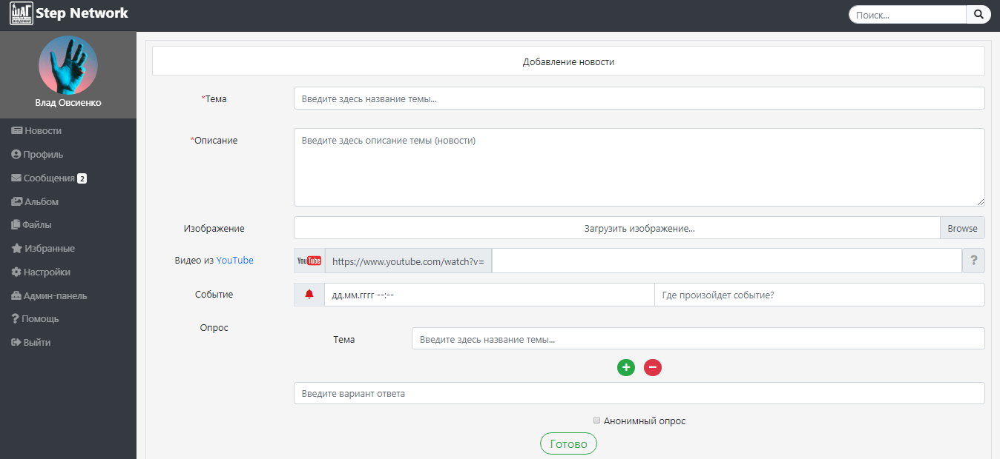 ШАГ
Step Network
Поиск...
Влад Овсиенко
Новости
Профиль
Сообщения 2
Альбом
Файлы
Избранные
Настройки
Админ-панель
? Помощь
Выйти
Добавление новости
*Тема
Введите здесь название темы...
*Описание
Введите здесь описание темы (новости)
Изображение
Загрузить изображение... Browse
Видео из YouTube
YouTube https://www.youtube.com/watch?v= ?
Событие
дд.мм.гггг --:-- Где произойдет событие?
Опрос
Тема
Введите здесь название темы...
Введите вариант ответа
Анонимный опрос
Готово